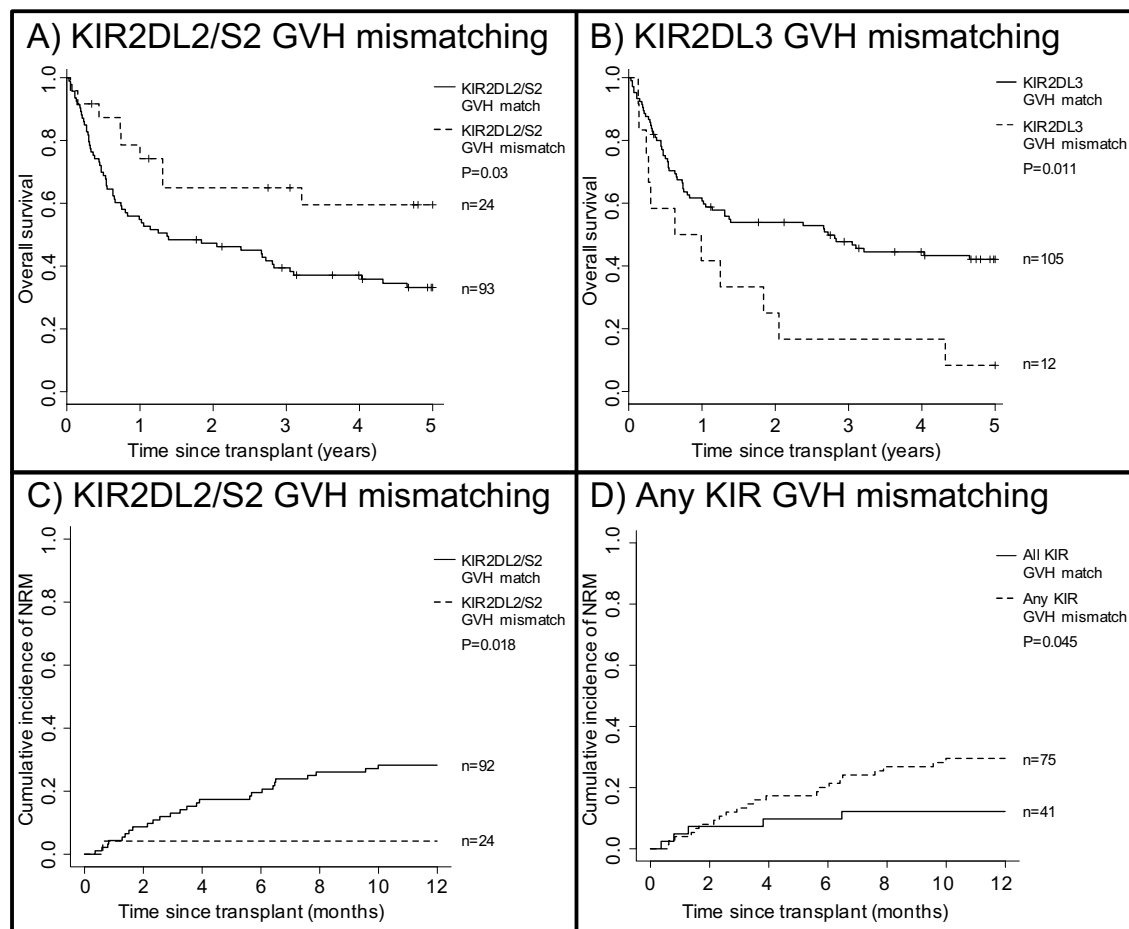 A) KIR2DL2/S2 GVH mismatching
Overall survival
1.0
0.8
0.6
0.4
0.2
0.0
KIR2DL2/S2
GVH match
KIR2DL2/S2
GVH mismatch
P=0.03
n=24
n=93
0 1 2 3 4 5
Time since transplant (years)
B) KIR2DL3 GVH mismatching
Overall survival
1.0
0.8
0.6
0.4
0.2
0.0
KIR2DL3
GVH match
KIR2DL3
GVH mismatch
P=0.011
n=105
n=12
0 1 2 3 4 5
Time since transplant (years)
C) KIR2DL2/S2 GVH mismatching
Cumulative incidence of NRM
1.0
0.8
0.6
0.4
0.2
0.0
KIR2DL2/S2
GVH match
KIR2DL2/S2
GVH mismatch
P=0.018
n=92
n=24
0 2 4 6 8 10 12
Time since transplant (months)
D) Any KIR GVH mismatching
Cumulative incidence of NRM
1.0
0.8
0.6
0.4
0.2
0.0
All KIR
GVH match
Any KIR
GVH mismatch
P=0.045
n=75
n=41
0 2 4 6 8 10 12
Time since transplant (months)